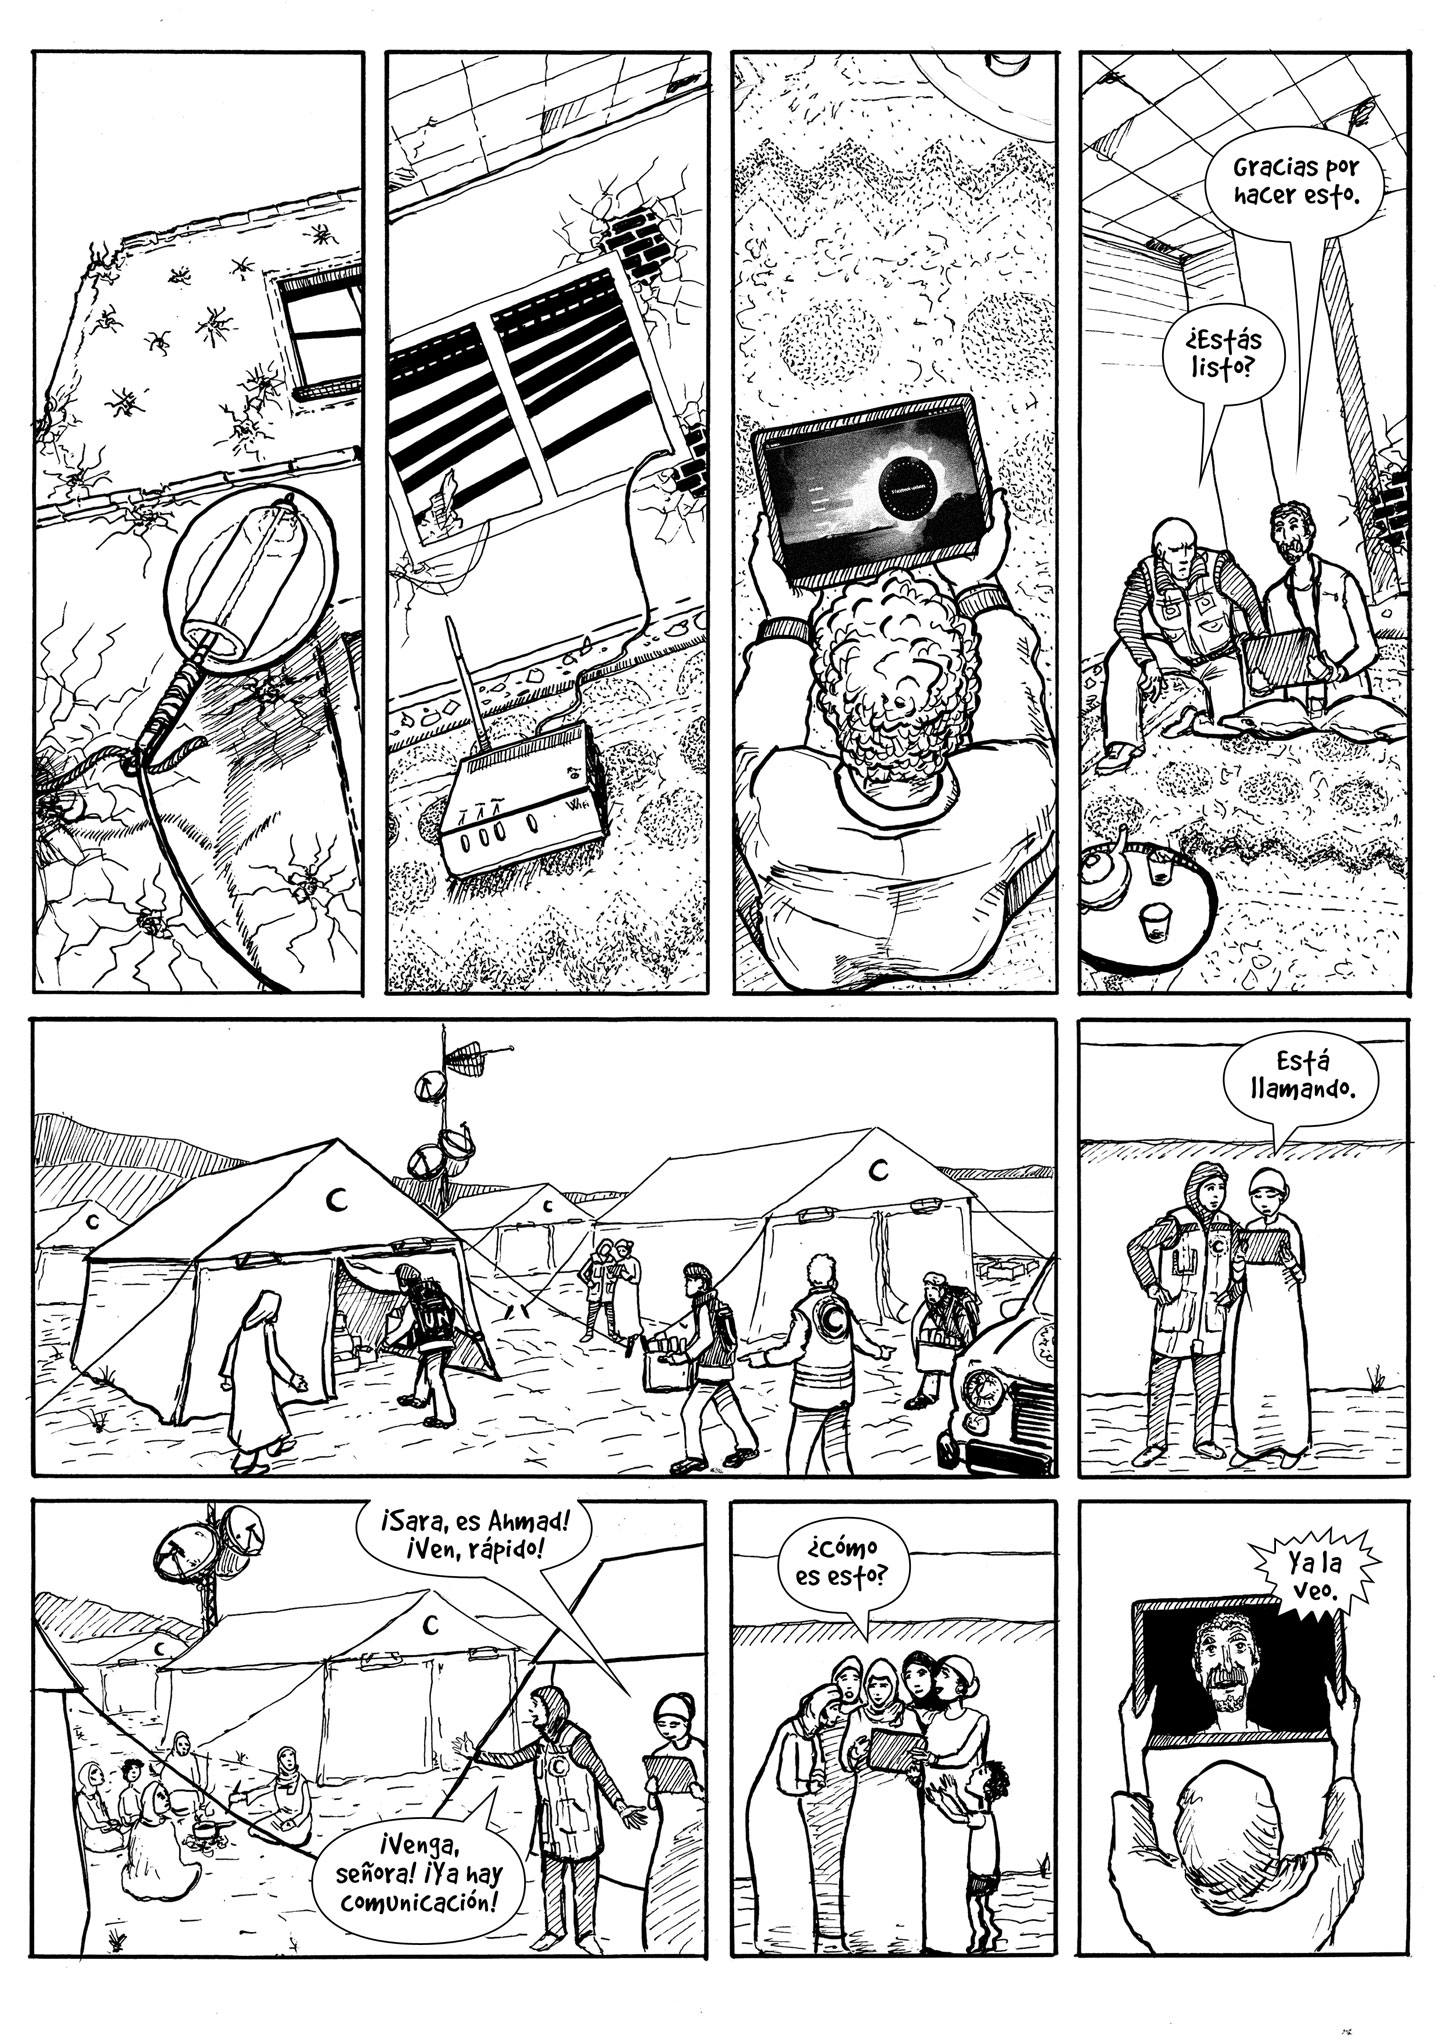 Gracias por
hacer esto.
¿Estás
listo?
Wifi
C
C
C
C
UN
Está
llamando.
¡Sara, es Ahmad!
¡Ven, rápido!
¡Venga,
señora! ¡Ya hay
comunicación!
¿Cómo
es esto?
Ya la
veo.